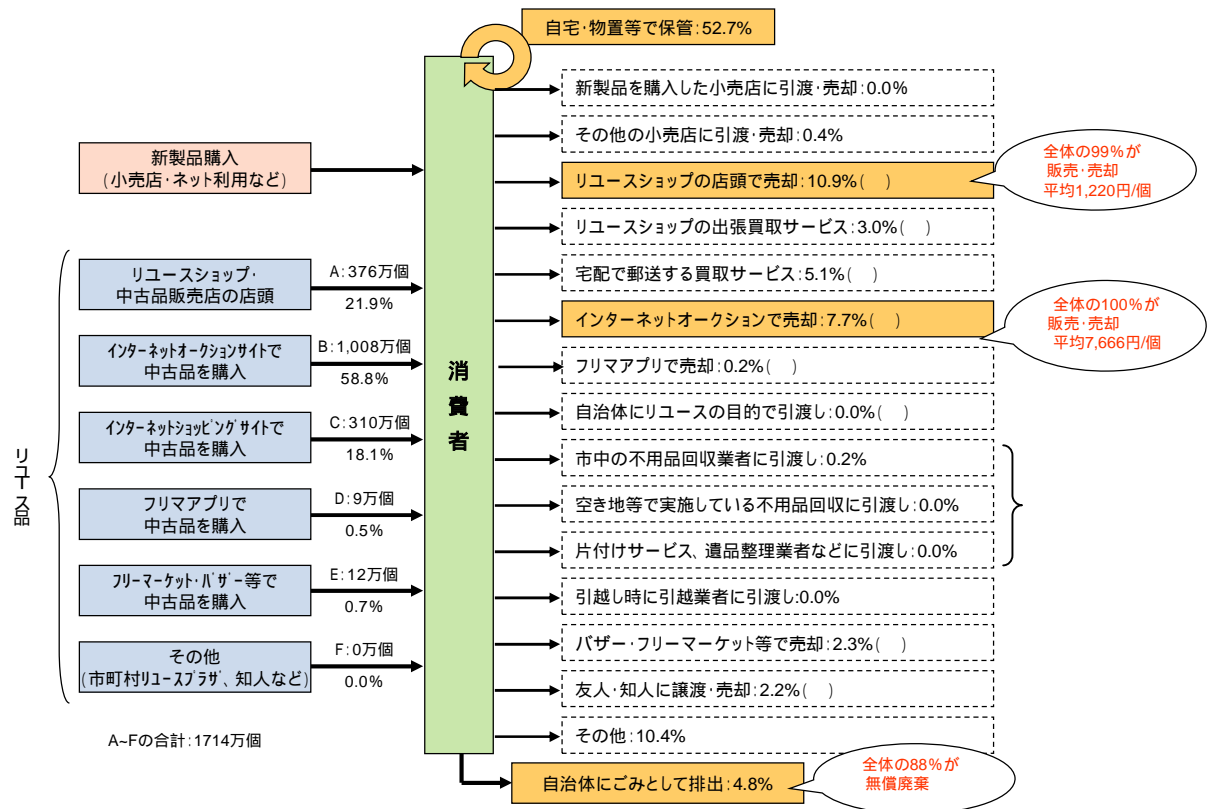 自宅・物置等で保管:52.7%
新製品を購入した小売店に引渡・売却:0.0%
その他の小売店に引渡・売却:0.4%
新製品購入
(小売店・ネット利用など)
リユースショップの店頭で売却:10.9%( )
全体の99%が
販売・売却
平均1,220円/個
リユースショップの出張買取サービス:3.0%( )
リユース品
リユースショップ・
中古品販売店の店頭
A:376万個
21.9%
宅配で郵送する買取サービス:5.1%( )
インターネットオークションで売却:7.7%( )
全体の100%が
販売・売却
平均7,666円/個
インターネットオークションサイトで
中古品を購入
B:1,008万個
58.8%
消費者
フリマアプリで売却:0.2%( )
自治体にリユースの目的で引渡し:0.0%( )
インターネットショッピングサイトで
中古品を購入
C:310万個
18.1%
市中の不用品回収業者に引渡し:0.2%
空き地等で実施している不用品回収に引渡し:0.0%
片付けサービス、遺品整理業者などに引渡し:0.0%
フリマアプリで
中古品を購入
D:9万個
0.5%
フリーマーケット・バザー等で
中古品を購入
E:12万個
0.7%
引越し時に引越業者に引渡し:0.0%
バザー・フリーマーケット等で売却:2.3%( )
その他
(市町村リユースプラザ、知人など)
F:0万個
0.0%
友人・知人に譲渡・売却:2.2%( )
その他:10.4%
A~Fの合計:1714万個
自治体にごみとして排出:4.8%
全体の88%が
無償廃棄